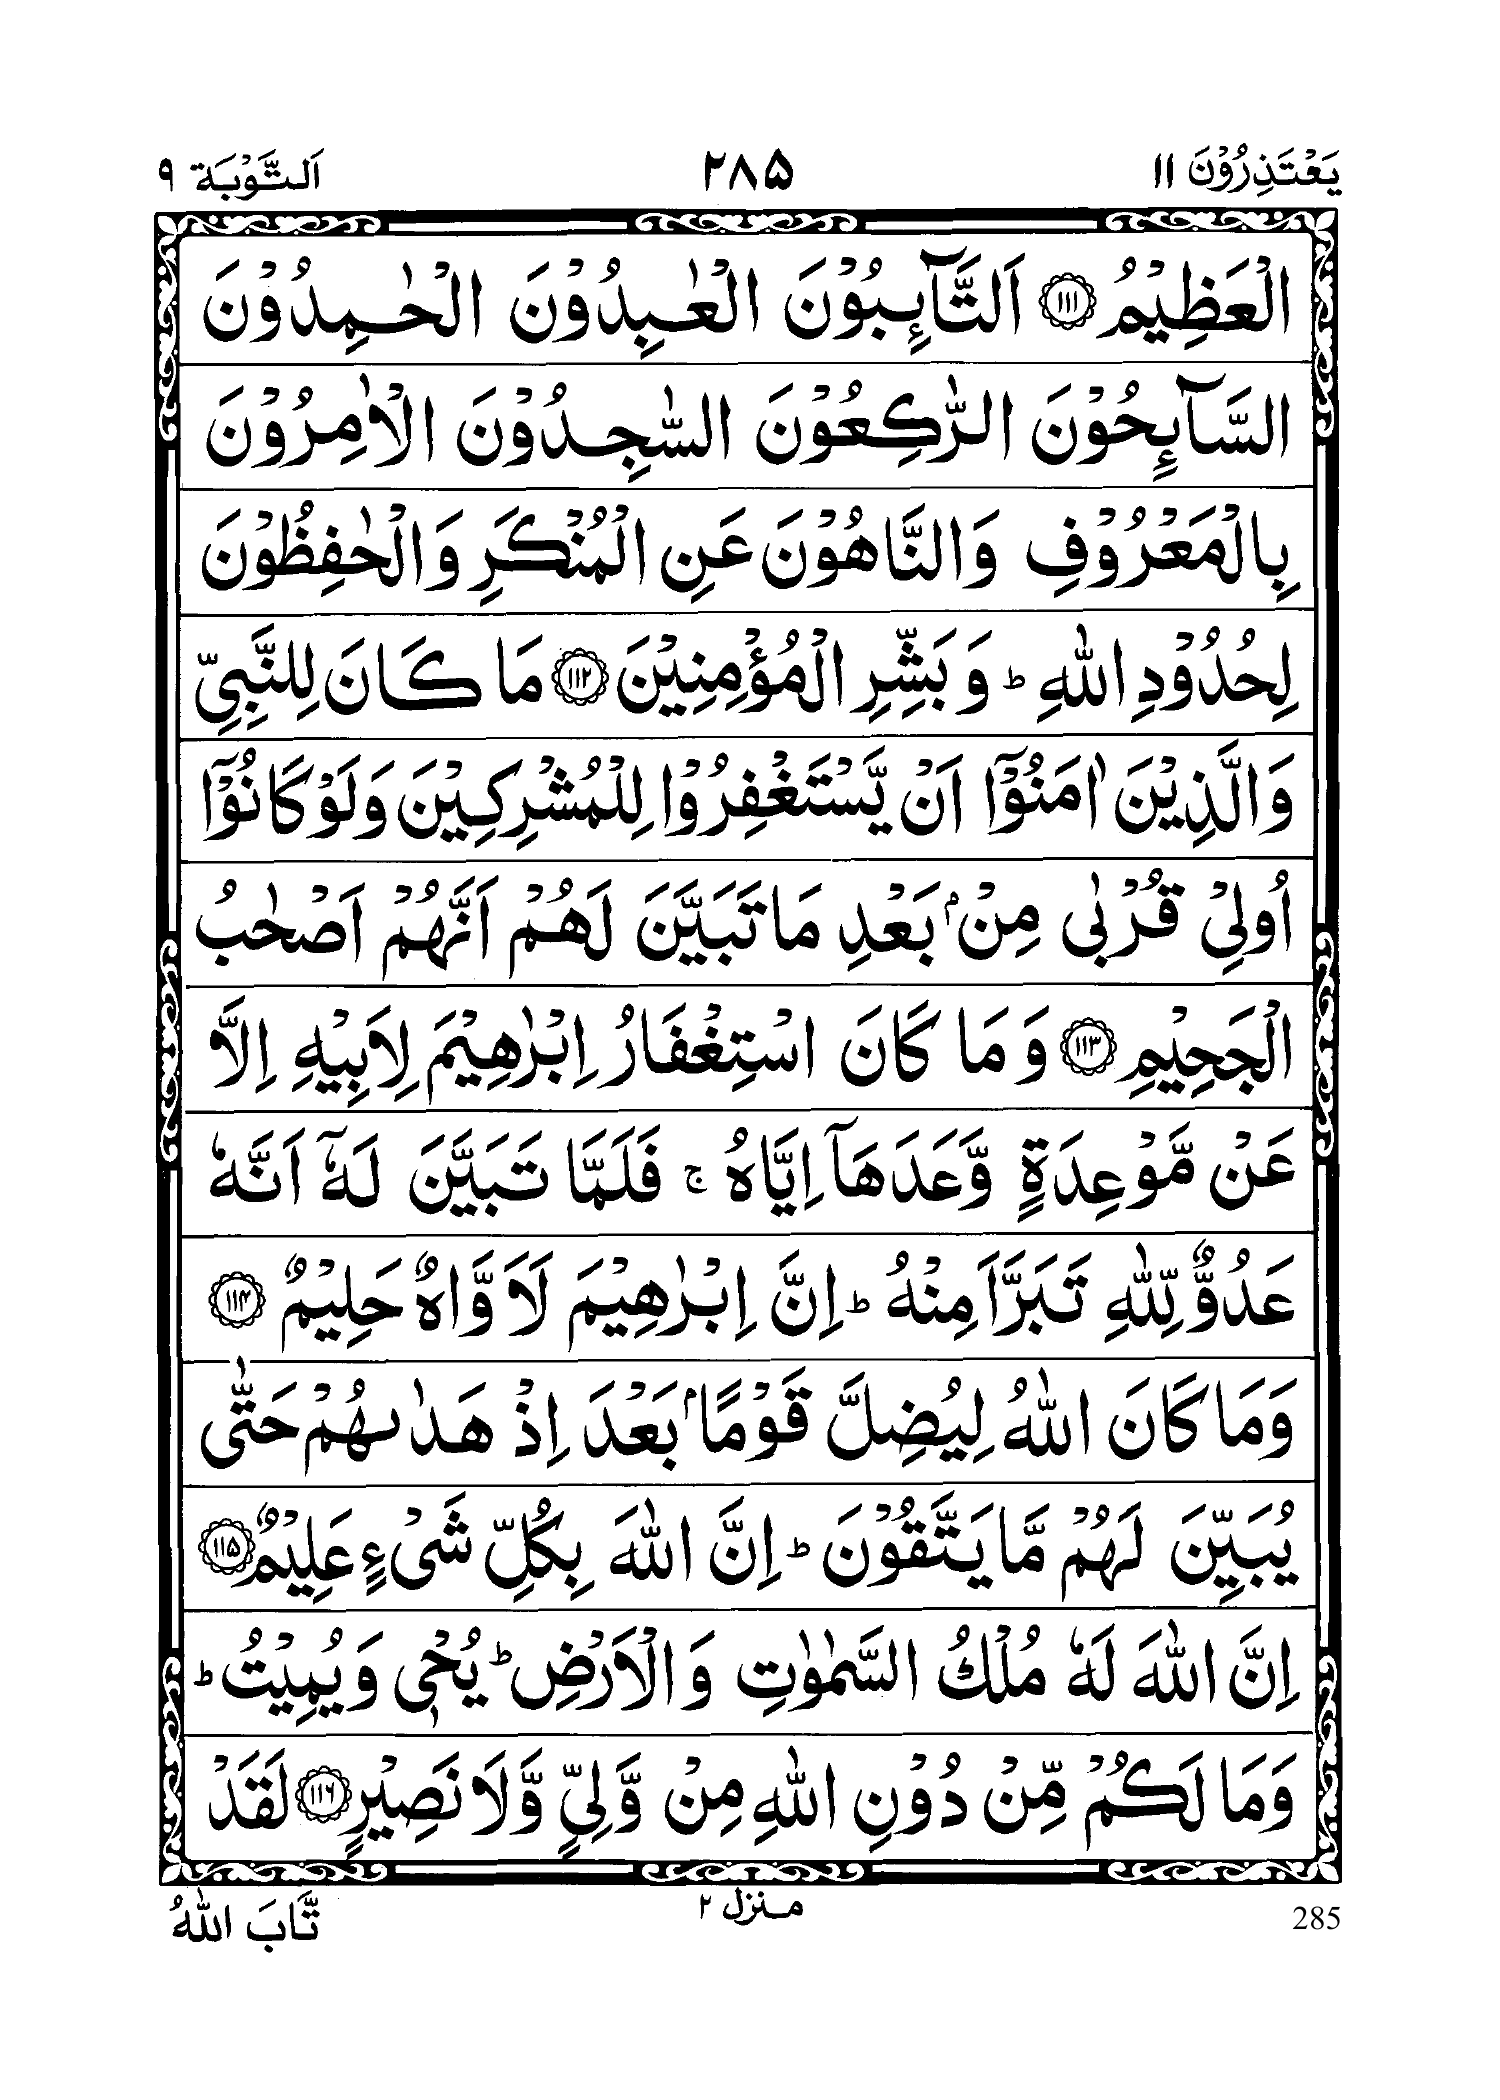 يَعْتَذِرُوْنَ ١١ ٢٨٥ اَلتَّوْبَة ٩
الْعَظِيْمُ ﴿١١١﴾ اَلتَّآئِبُوْنَ الْعٰبِدُوْنَ الْحٰمِدُوْنَ
السَّآئِحُوْنَ الرّٰكِعُوْنَ السّٰجِدُوْنَ الْاٰمِرُوْنَ
بِالْمَعْرُوْفِ وَالنَّاهُوْنَ عَنِ الْمُنْكَرِ وَالْحٰفِظُوْنَ
لِحُدُوْدِ اللّٰهِ ؕ وَبَشِّرِ الْمُؤْمِنِيْنَ ﴿١١٢﴾ مَا كَانَ لِلنَّبِيِّ
وَالَّذِيْنَ اٰمَنُوْۤا اَنْ يَّسْتَغْفِرُوْا لِلْمُشْرِكِيْنَ وَلَوْ كَانُوْۤا
اُولِيْ قُرْبٰى مِنْۢ بَعْدِ مَا تَبَيَّنَ لَهُمْ اَنَّهُمْ اَصْحٰبُ
الْجَحِيْمِ ﴿١١٣﴾ وَمَا كَانَ اسْتِغْفَارُ اِبْرٰهِيْمَ لِاَبِيْهِ اِلَّا
عَنْ مَّوْعِدَةٍ وَّعَدَهَاۤ اِيَّاهُ ۚ فَلَمَّا تَبَيَّنَ لَهٗۤ اَنَّهٗ
عَدُوٌّ لِّلّٰهِ تَبَرَّاَ مِنْهُ ؕ اِنَّ اِبْرٰهِيْمَ لَاَوَّاهٌ حَلِيْمٌ ﴿١١٤﴾
وَمَا كَانَ اللّٰهُ لِيُضِلَّ قَوْمًۢا بَعْدَ اِذْ هَدٰىهُمْ حَتّٰى
يُبَيِّنَ لَهُمْ مَّا يَتَّقُوْنَ ؕ اِنَّ اللّٰهَ بِكُلِّ شَيْءٍ عَلِيْمٌ ﴿١١٥﴾
اِنَّ اللّٰهَ لَهٗ مُلْكُ السَّمٰوٰتِ وَالْاَرْضِ ؕ يُحْيٖ وَيُمِيْتُ ؕ
وَمَا لَكُمْ مِّنْ دُوْنِ اللّٰهِ مِنْ وَّلِيٍّ وَّلَا نَصِيْرٍ ﴿١١٦﴾ لَقَدْ
285 منزل ٢ تَّابَ اللّٰهُ